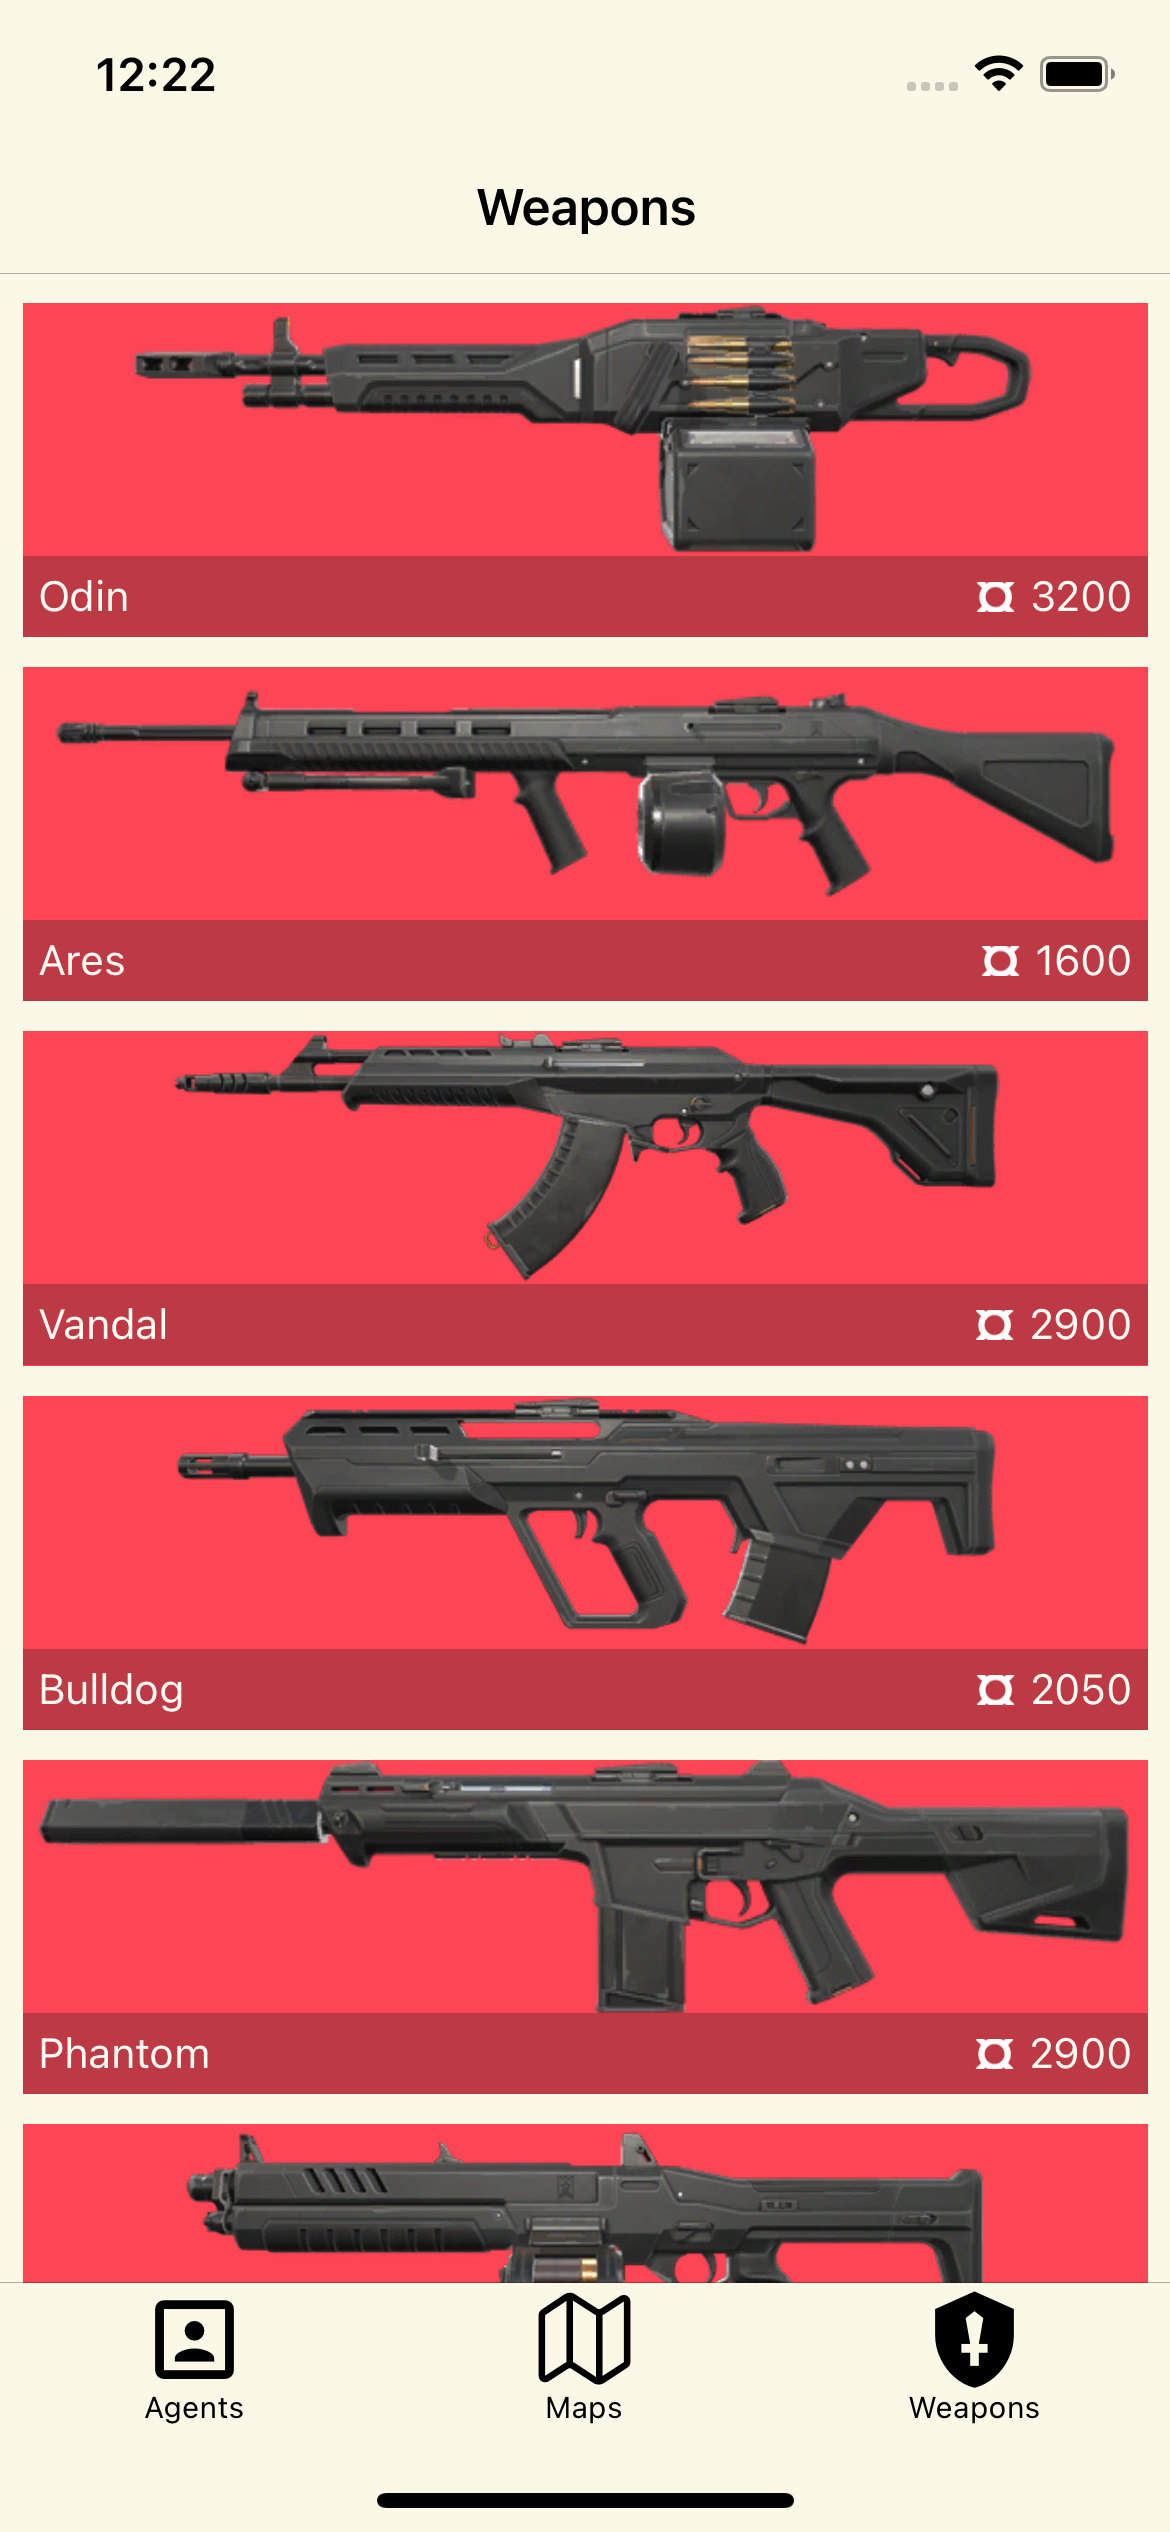 12:22
Weapons
Odin ¤ 3200
Ares ¤ 1600
Vandal ¤ 2900
Bulldog ¤ 2050
Phantom ¤ 2900
Agents Maps Weapons